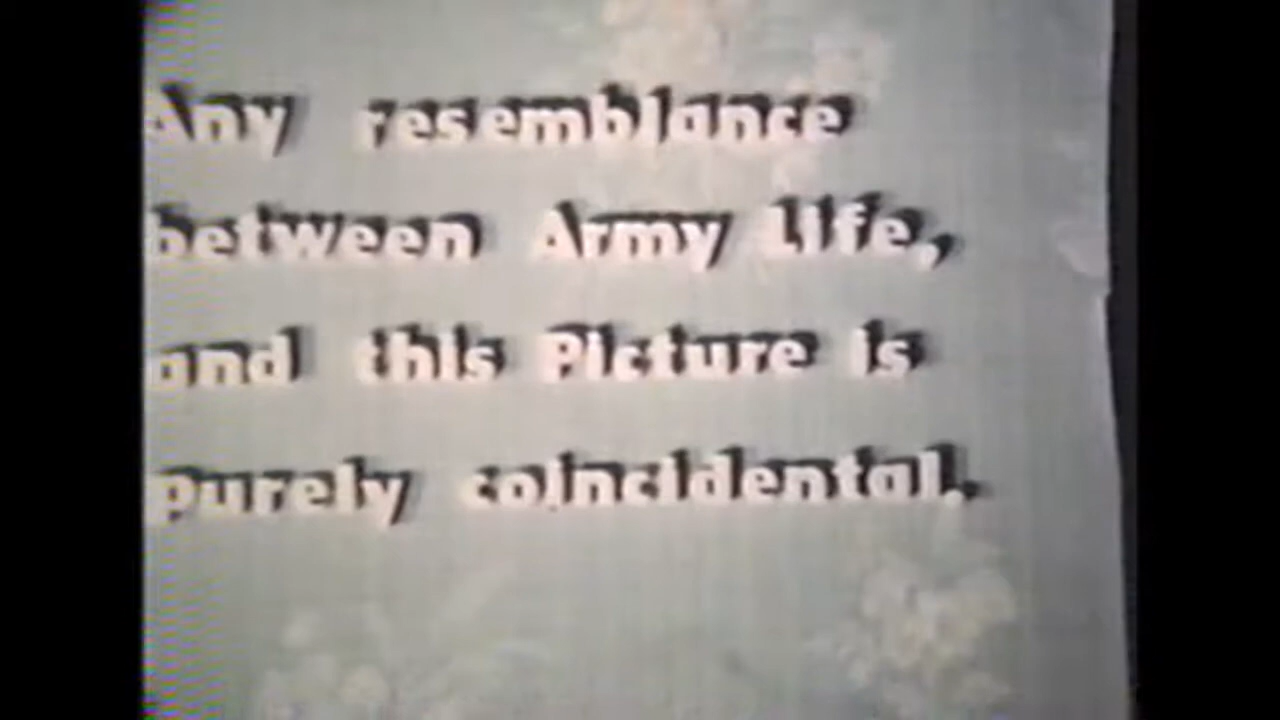 Any resemblance
between Army Life,
and this Picture is
purely coincidental.